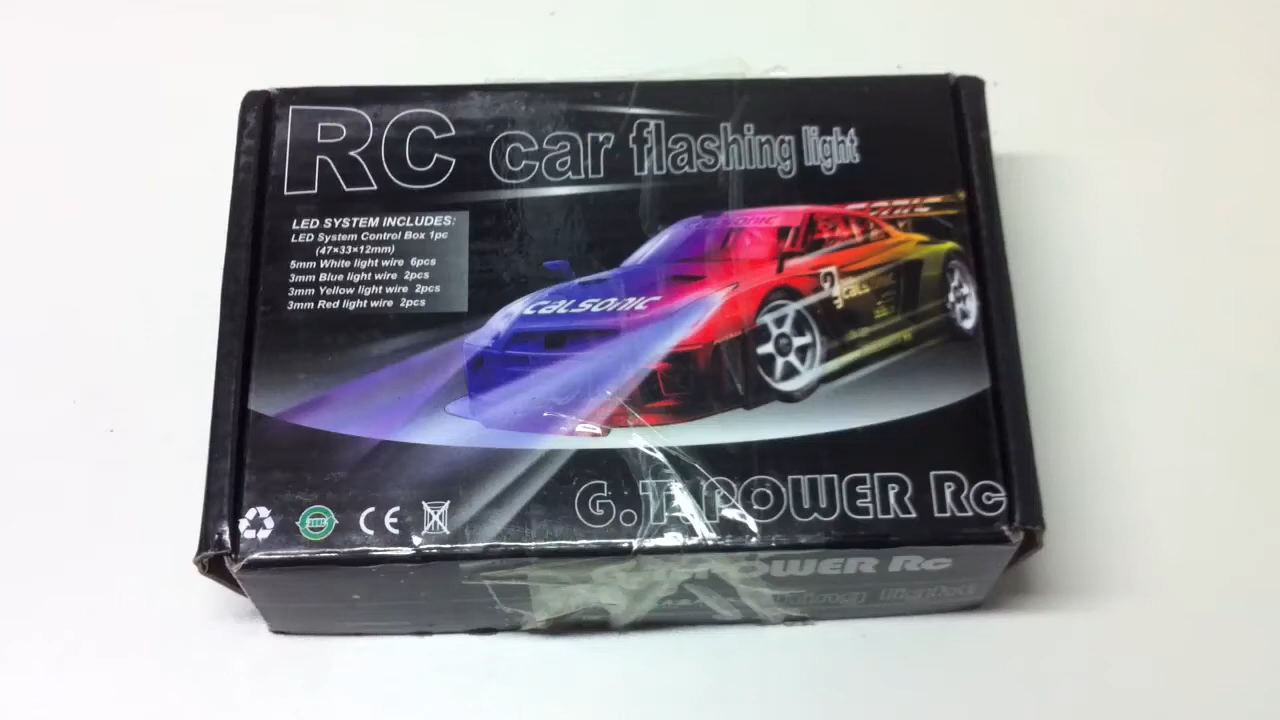 RC car flashing light
LED SYSTEM INCLUDES:
LED System Control Box 1pc
(47×33×12mm)
5mm White light wire 6pcs
3mm Blue light wire 2pcs
3mm Yellow light wire 2pcs
3mm Red light wire 2pcs
CALSONIC
CALSONIC
SONIC
G.T.POWER RC
CE
G.T.POWER RC